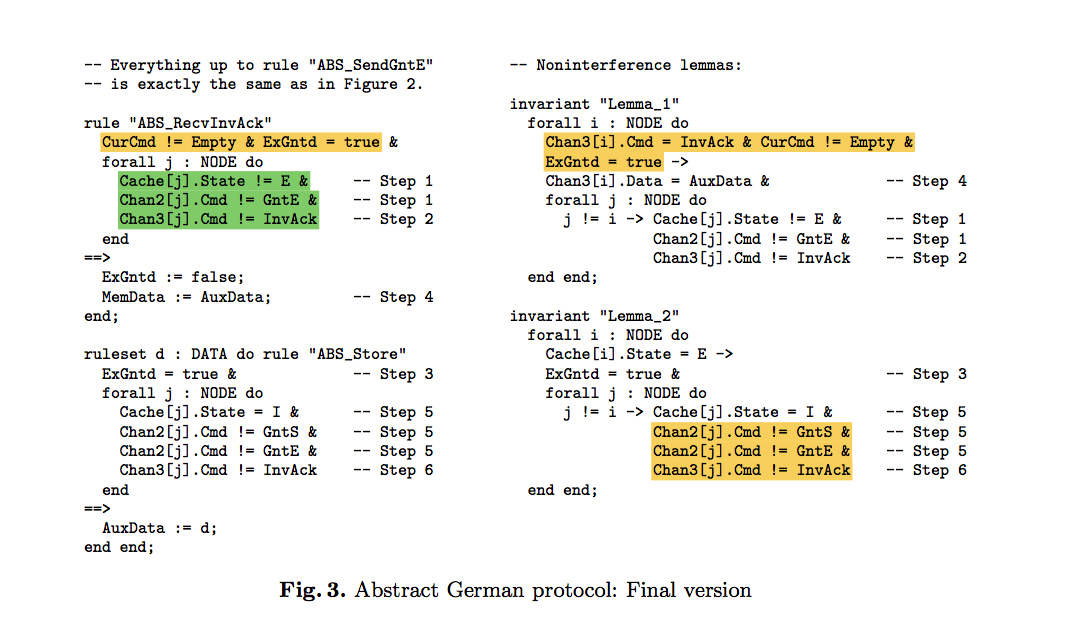 -- Everything up to rule "ABS_SendGntE"
-- is exactly the same as in Figure 2.
rule "ABS_RecvInvAck"
CurCmd != Empty & ExGntd = true &
forall j : NODE do
Cache[j].State != E & -- Step 1
Chan2[j].Cmd != GntE & -- Step 1
Chan3[j].Cmd != InvAck -- Step 2
end
==>
ExGntd := false;
MemData := AuxData; -- Step 4
end;
ruleset d : DATA do rule "ABS_Store"
ExGntd = true & -- Step 3
forall j : NODE do
Cache[j].State = I & -- Step 5
Chan2[j].Cmd != GntS & -- Step 5
Chan2[j].Cmd != GntE & -- Step 5
Chan3[j].Cmd != InvAck -- Step 6
end
==>
AuxData := d;
end end;
-- Noninterference lemmas:
invariant "Lemma_1"
forall i : NODE do
Chan3[i].Cmd = InvAck & CurCmd != Empty &
ExGntd = true ->
Chan3[i].Data = AuxData & -- Step 4
forall j : NODE do
j != i -> Cache[j].State != E & -- Step 1
Chan2[j].Cmd != GntE & -- Step 1
Chan3[j].Cmd != InvAck -- Step 2
end end;
invariant "Lemma_2"
forall i : NODE do
Cache[i].State = E ->
ExGntd = true & -- Step 3
forall j : NODE do
j != i -> Cache[j].State = I & -- Step 5
Chan2[j].Cmd != GntS & -- Step 5
Chan2[j].Cmd != GntE & -- Step 5
Chan3[j].Cmd != InvAck -- Step 6
end end;
Fig. 3. Abstract German protocol: Final version